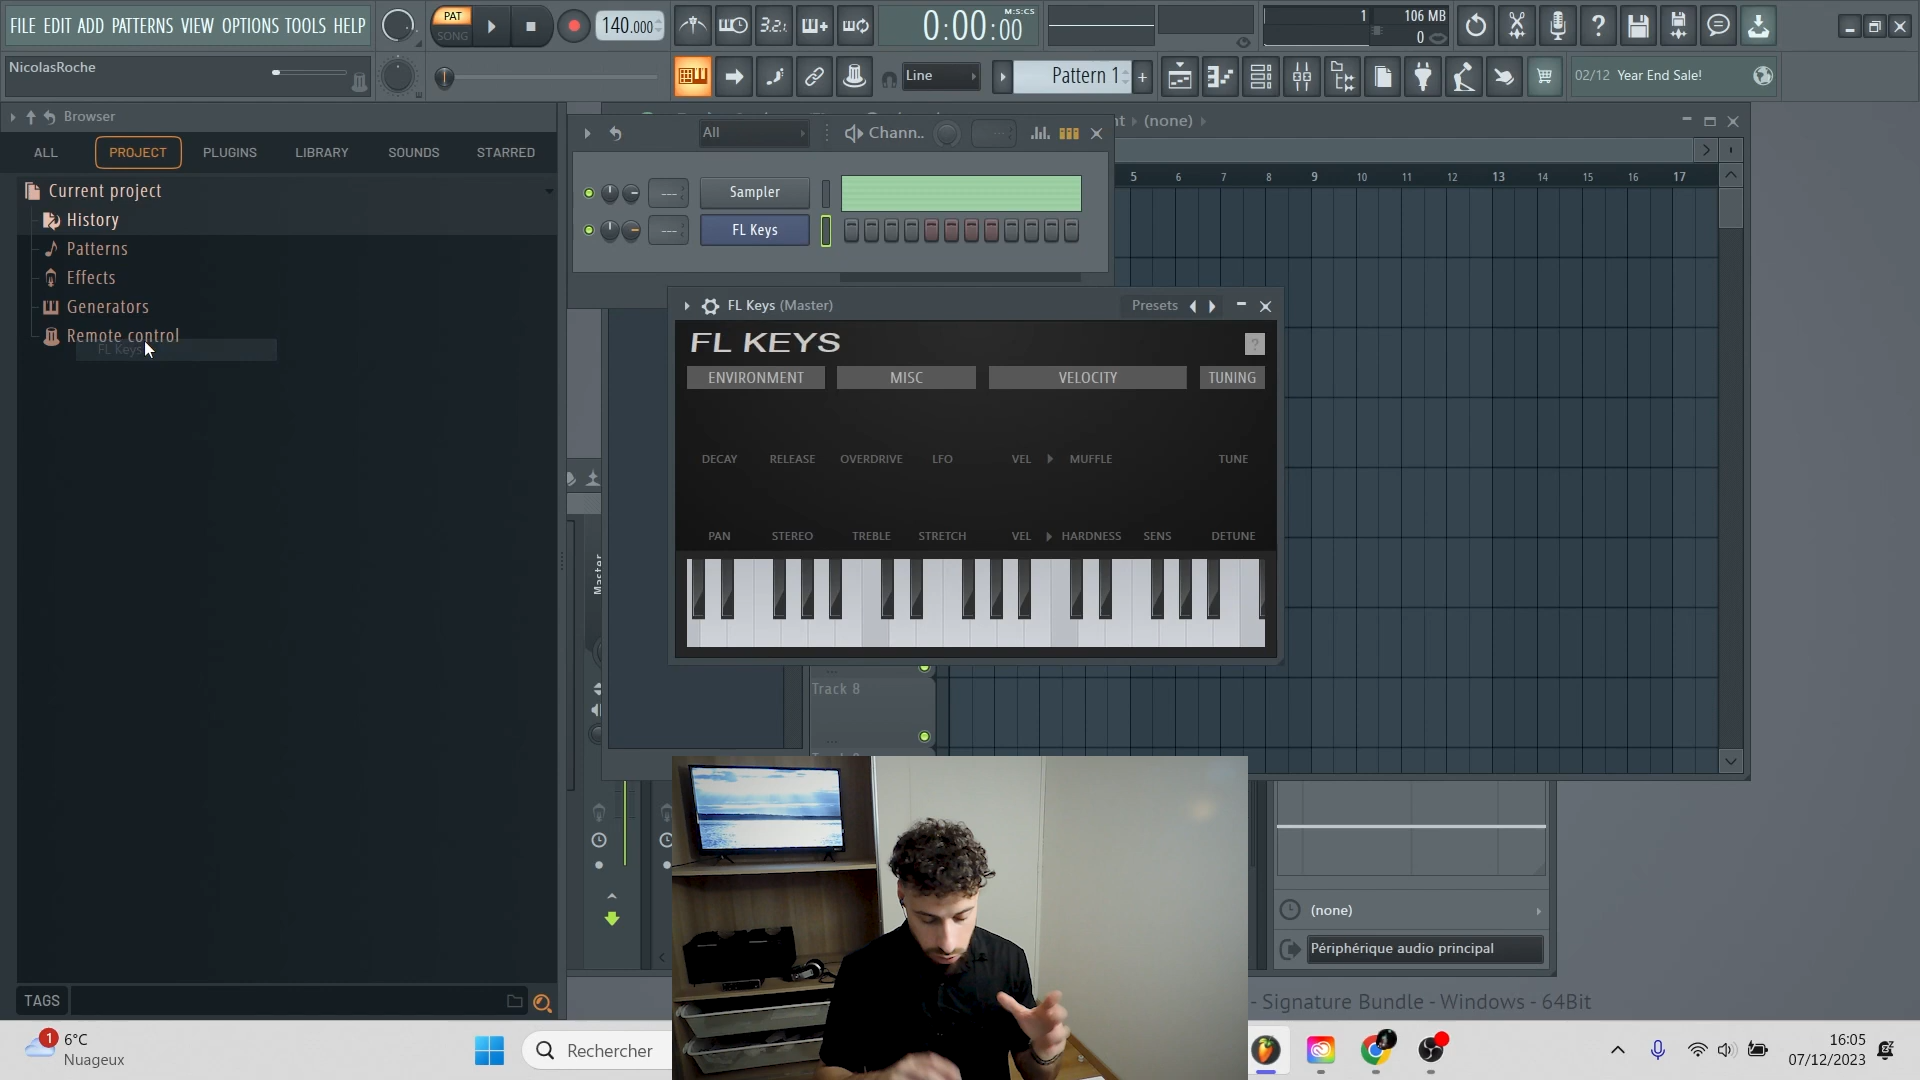 FILE EDIT ADD PATTERNS VIEW OPTIONS TOOLS HELP
PAT
SONG
140.000
3.2.
0:00:00
M:S:CS
1
106 MB
0
NicolasRoche
Line
Pattern 1
02/12 Year End Sale!
Browser
ALL
PROJECT
PLUGINS
LIBRARY
SOUNDS
STARRED
Current project
History
Patterns
Effects
Generators
Remote control
FL Keys
All
Chann..
(none)
Sampler
FL Keys
5 6 7 8 9 10 11 12 13 14 15 16 17
FL Keys (Master)
Presets
FL KEYS
?
ENVIRONMENT
MISC
VELOCITY
TUNING
DECAY
RELEASE
OVERDRIVE
LFO
VEL
MUFFLE
TUNE
PAN
STEREO
TREBLE
STRETCH
VEL
HARDNESS
SENS
DETUNE
Master
Track 8
(none)
Périphérique audio principal
- Signature Bundle - Windows - 64Bit
TAGS
1
6°C
Nuageux
Rechercher
16:05
07/12/2023